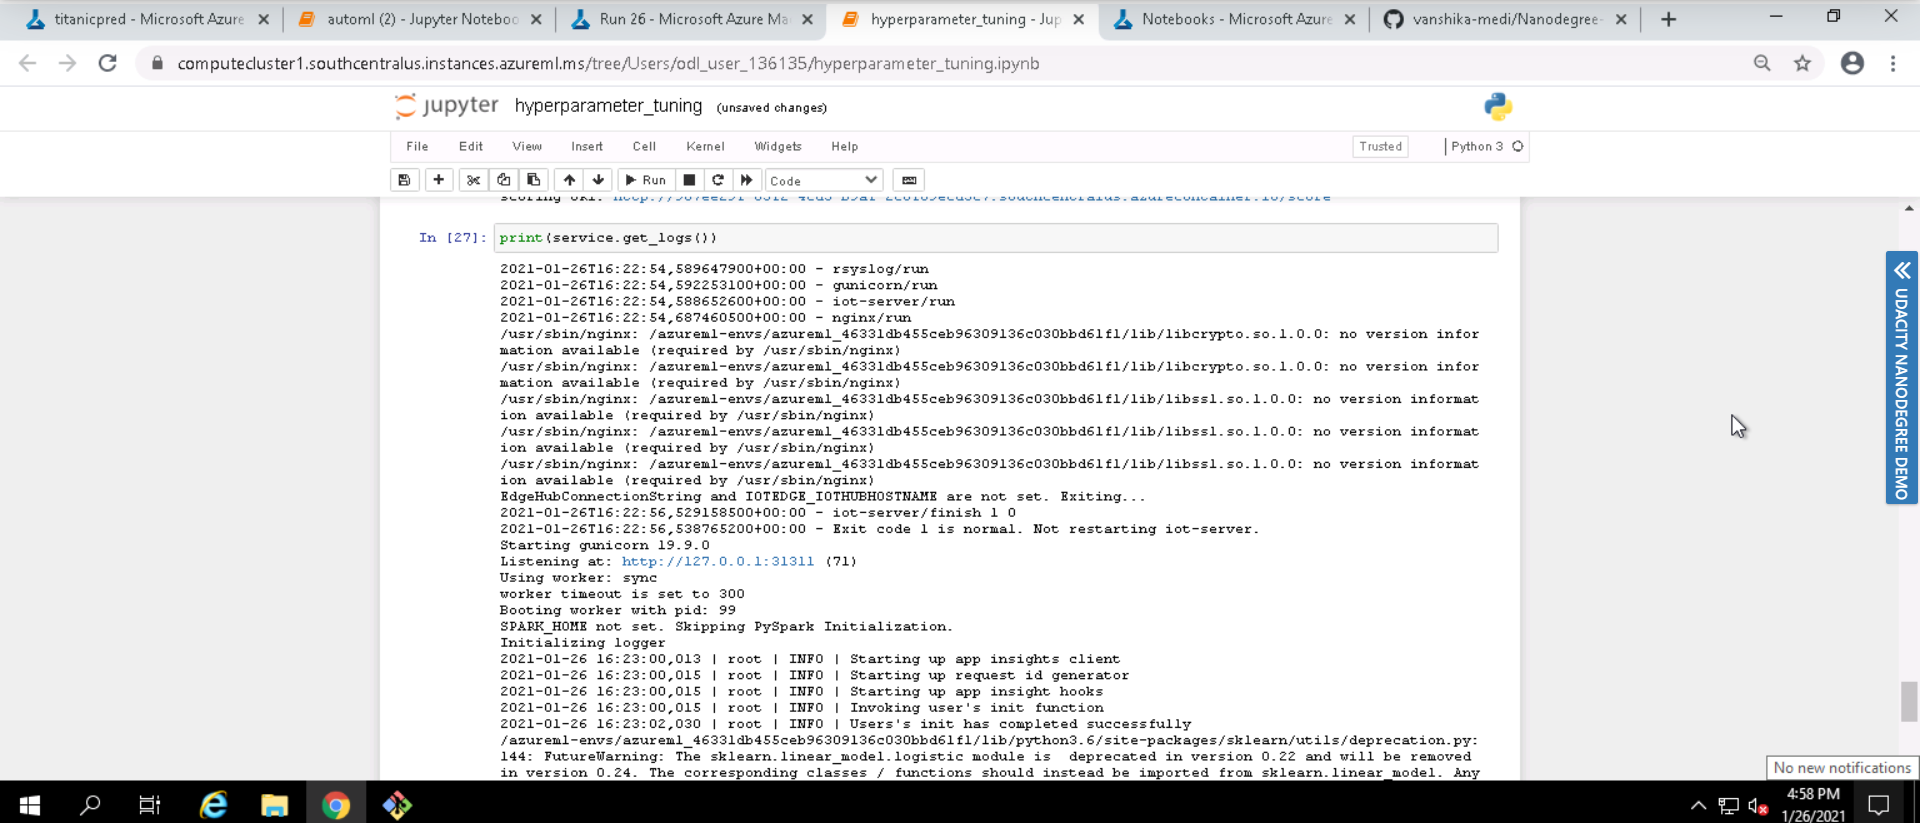 titanicpred - Microsoft Azure
automl (2) - Jupyter Noteboo
Run 26 - Microsoft Azure Ma
hyperparameter_tuning - Jup
Notebooks - Microsoft Azure
vanshika-medi/Nanodegree-
computecluster1.southcentralus.instances.azureml.ms/tree/Users/odl_user_136135/hyperparameter_tuning.ipynb
jupyter hyperparameter_tuning (unsaved changes)
File Edit View Insert Cell Kernel Widgets Help Trusted Python 3
Run Code
In [27]: print(service.get_logs())
2021-01-26T16:22:54,589647900+00:00 - rsyslog/run
2021-01-26T16:22:54,592253100+00:00 - gunicorn/run
2021-01-26T16:22:54,588652600+00:00 - iot-server/run
2021-01-26T16:22:54,687460500+00:00 - nginx/run
/usr/sbin/nginx: /azureml-envs/azureml_46331db455ceb96309136c030bbd61f1/lib/libcrypto.so.1.0.0: no version infor
mation available (required by /usr/sbin/nginx)
/usr/sbin/nginx: /azureml-envs/azureml_46331db455ceb96309136c030bbd61f1/lib/libcrypto.so.1.0.0: no version infor
mation available (required by /usr/sbin/nginx)
/usr/sbin/nginx: /azureml-envs/azureml_46331db455ceb96309136c030bbd61f1/lib/libssl.so.1.0.0: no version informat
ion available (required by /usr/sbin/nginx)
/usr/sbin/nginx: /azureml-envs/azureml_46331db455ceb96309136c030bbd61f1/lib/libssl.so.1.0.0: no version informat
ion available (required by /usr/sbin/nginx)
/usr/sbin/nginx: /azureml-envs/azureml_46331db455ceb96309136c030bbd61f1/lib/libssl.so.1.0.0: no version informat
ion available (required by /usr/sbin/nginx)
EdgeHubConnectionString and IOTEDGE_IOTHUBHOSTNAME are not set. Exiting...
2021-01-26T16:22:56,529158500+00:00 - iot-server/finish 1 0
2021-01-26T16:22:56,538765200+00:00 - Exit code 1 is normal. Not restarting iot-server.
Starting gunicorn 19.9.0
Listening at: http://127.0.0.1:31311 (71)
Using worker: sync
worker timeout is set to 300
Booting worker with pid: 99
SPARK_HOME not set. Skipping PySpark Initialization.
Initializing logger
2021-01-26 16:23:00,013 | root | INFO | Starting up app insights client
2021-01-26 16:23:00,015 | root | INFO | Starting up request id generator
2021-01-26 16:23:00,015 | root | INFO | Starting up app insight hooks
2021-01-26 16:23:00,015 | root | INFO | Invoking user's init function
2021-01-26 16:23:02,030 | root | INFO | Users's init has completed successfully
/azureml-envs/azureml_46331db455ceb96309136c030bbd61f1/lib/python3.6/site-packages/sklearn/utils/deprecation.py:
144: FutureWarning: The sklearn.linear_model.logistic module is  deprecated in version 0.22 and will be removed
in version 0.24. The corresponding classes / functions should instead be imported from sklearn.linear_model. Any
UDACITY NANODEGREE DEMO
No new notifications
4:58 PM
1/26/2021